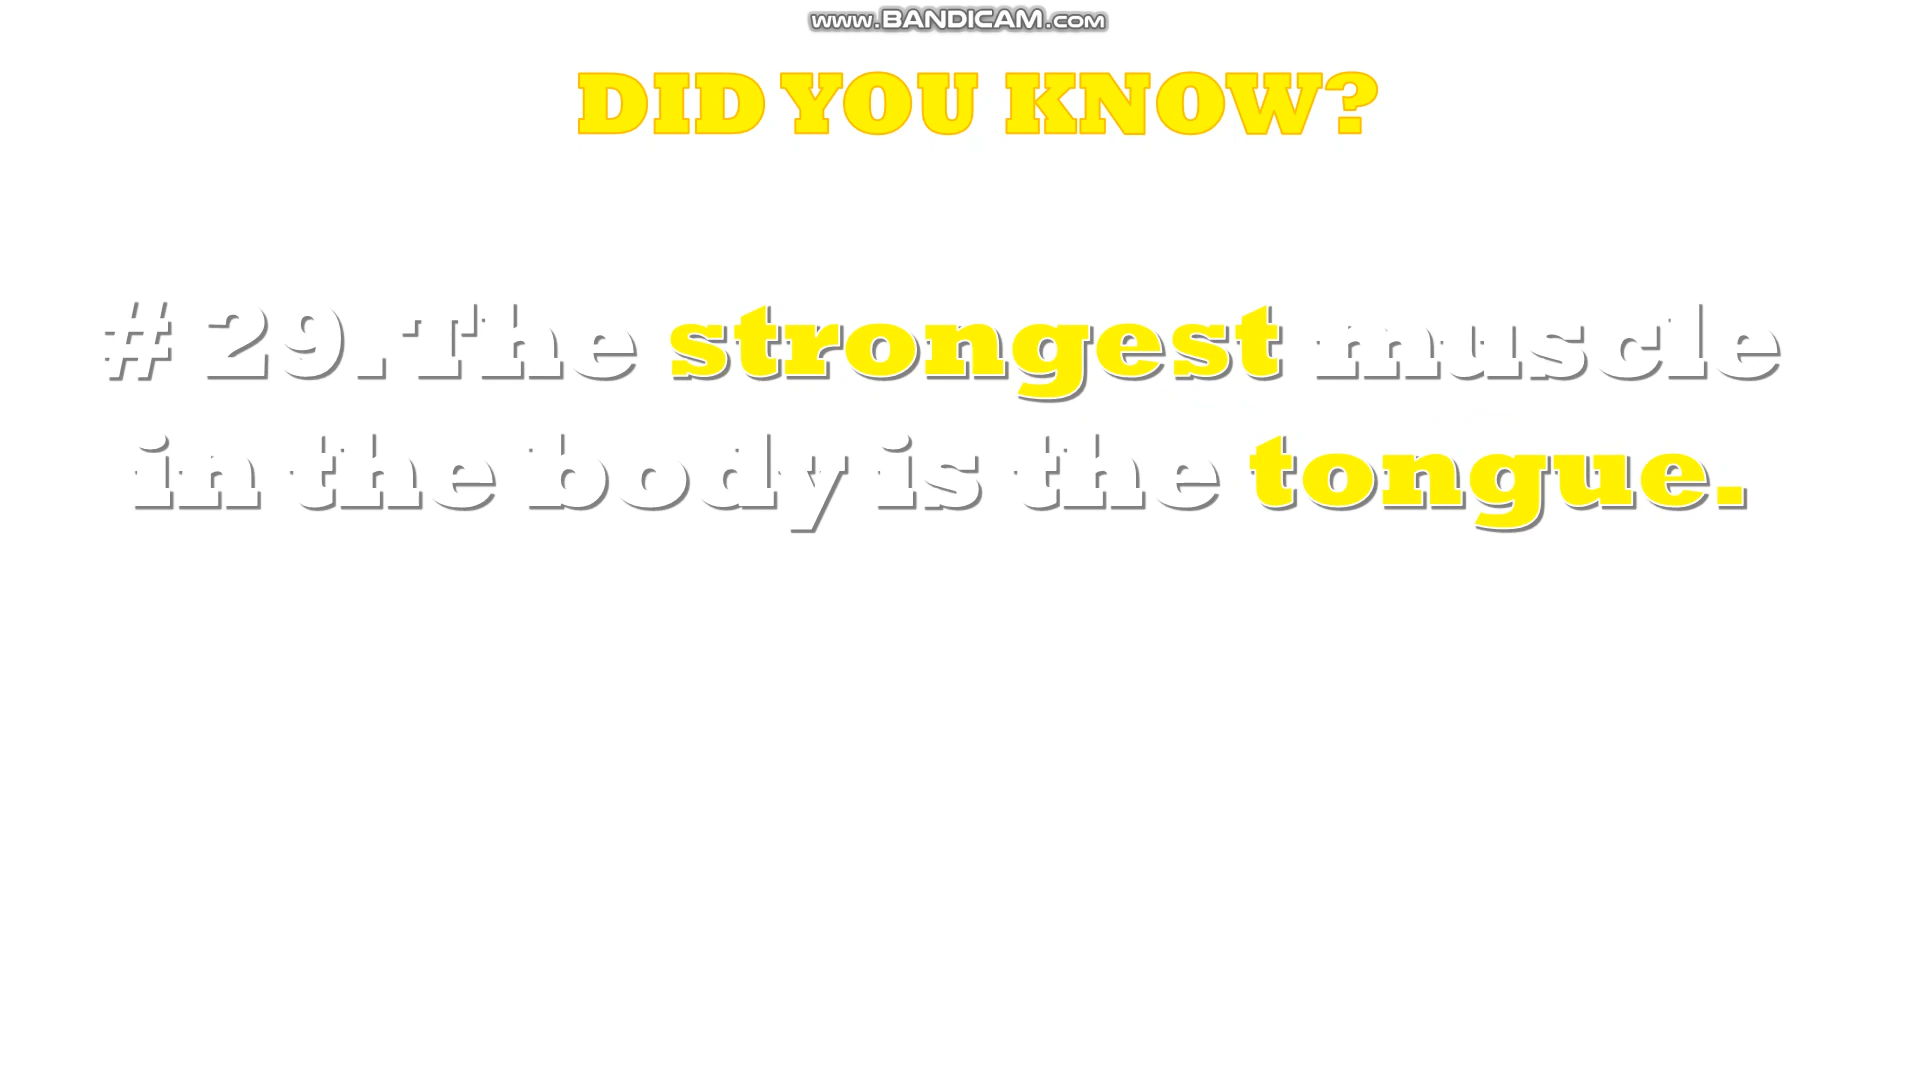 www.BANDICAM.com
DID YOU KNOW?
# 29.The strongest muscle
in the body is the tongue.